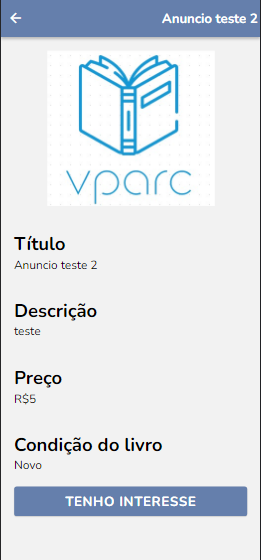 Anuncio teste 2
vparc
Título
Anuncio teste 2
Descrição
teste
Preço
R$5
Condição do livro
Novo
TENHO INTERESSE